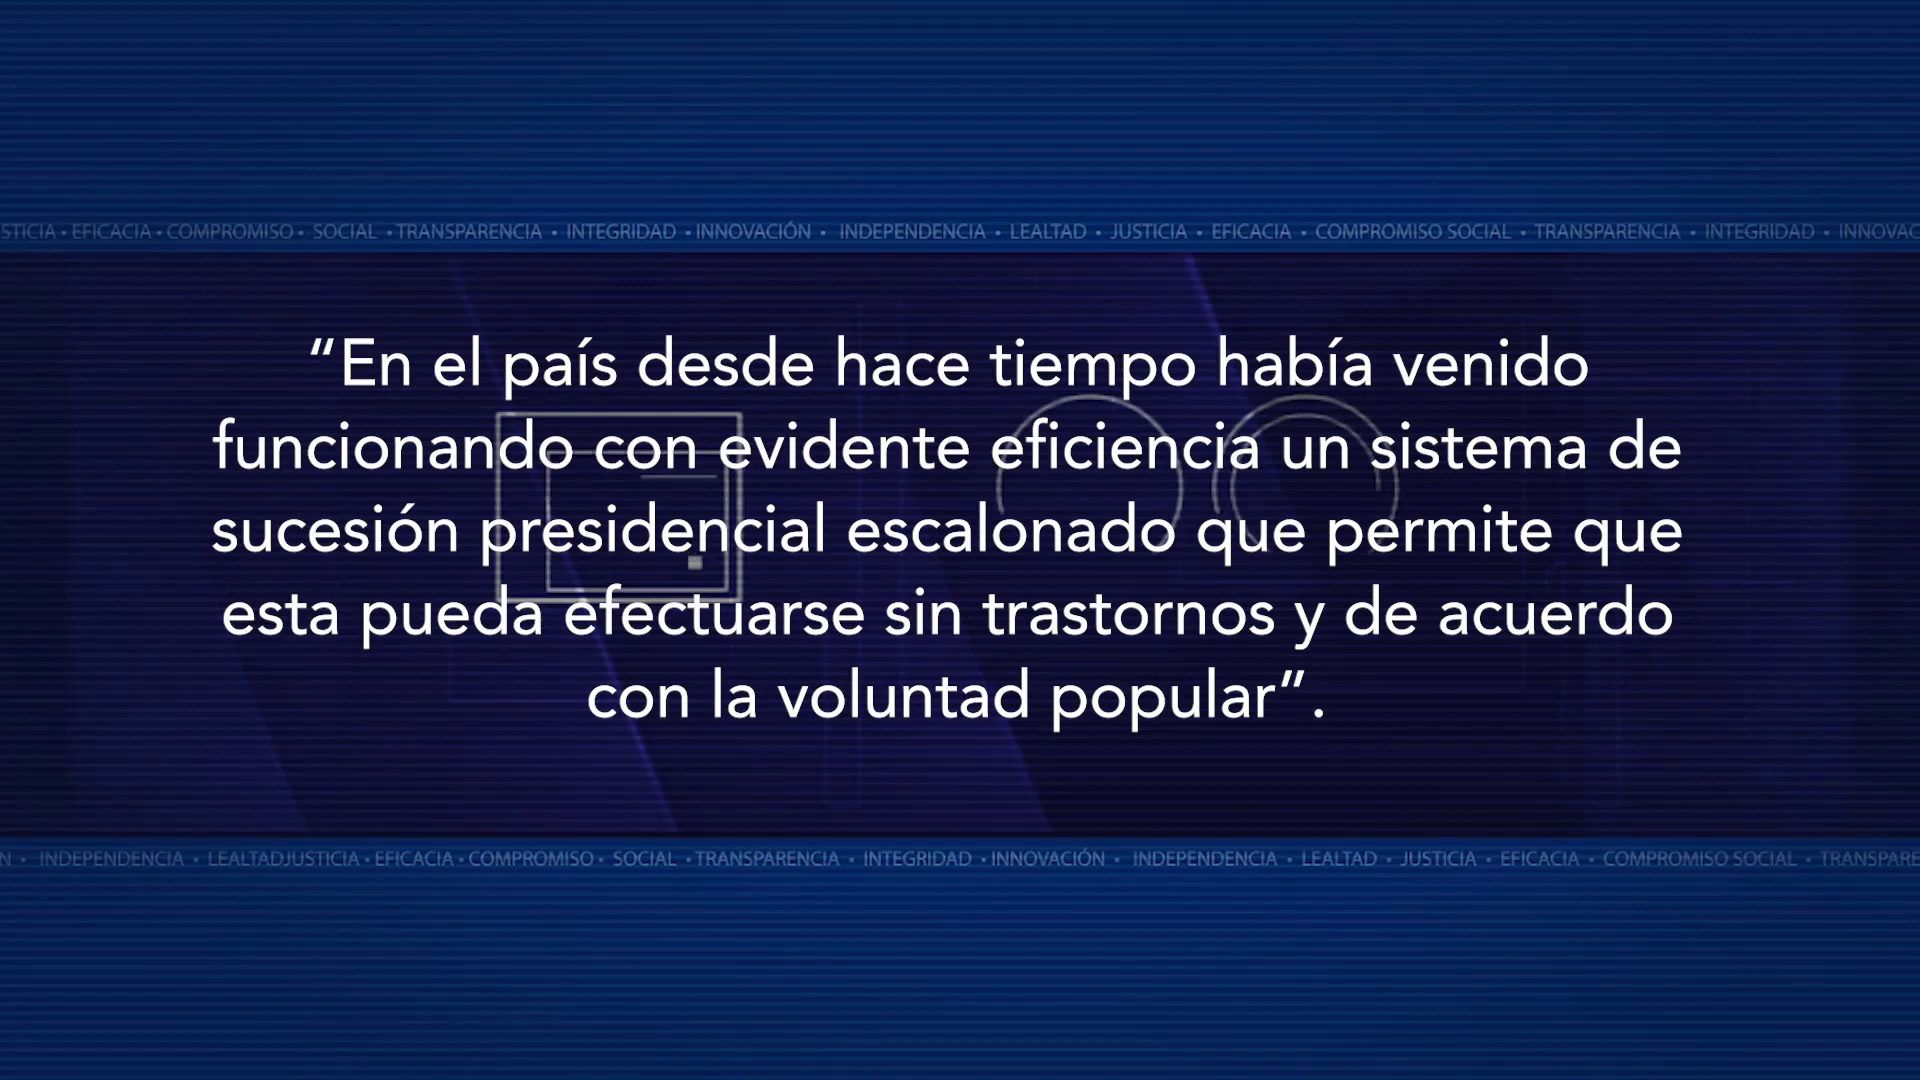 STICIA • EFICACIA • COMPROMISO • SOCIAL • TRANSPARENCIA • INTEGRIDAD • INNOVACIÓN • INDEPENDENCIA • LEALTAD • JUSTICIA • EFICACIA • COMPROMISO SOCIAL • TRANSPARENCIA • INTEGRIDAD • INNOVAC
“En el país desde hace tiempo había venido
funcionando con evidente eficiencia un sistema de
sucesión presidencial escalonado que permite que
esta pueda efectuarse sin trastornos y de acuerdo
con la voluntad popular”.
N • INDEPENDENCIA • LEALTADJUSTICIA • EFICACIA • COMPROMISO • SOCIAL • TRANSPARENCIA • INTEGRIDAD • INNOVACIÓN • INDEPENDENCIA • LEALTAD • JUSTICIA • EFICACIA • COMPROMISO SOCIAL • TRANSPARE